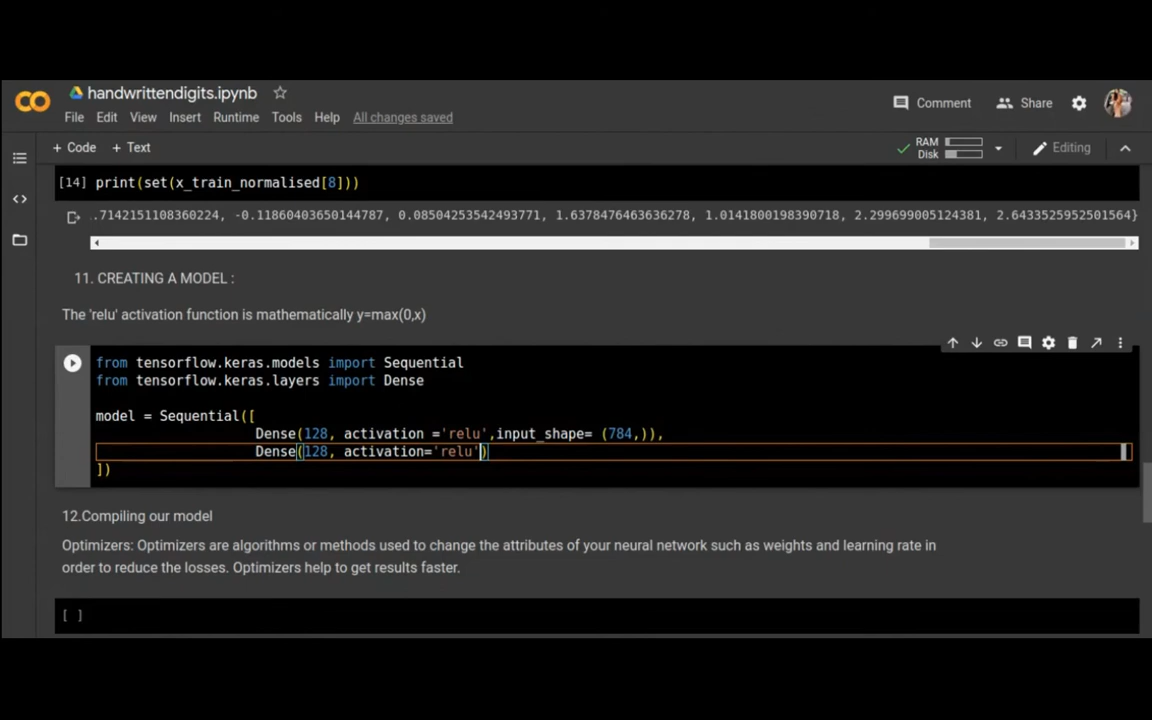 CO handwrittendigits.ipynb
Comment Share
File Edit View Insert Runtime Tools Help All changes saved
+ Code + Text
RAM
Disk
Editing
[14] print(set(x_train_normalised[8]))
.7142151108360224, -0.11860403650144787, 0.08504253542493771, 1.6378476463636278, 1.0141800198390718, 2.299699005124381, 2.6433525952501564}
11. CREATING A MODEL :
The 'relu' activation function is mathematically y=max(0,x)
from tensorflow.keras.models import Sequential
from tensorflow.keras.layers import Dense
model = Sequential([
Dense(128, activation ='relu',input_shape= (784,)),
Dense(128, activation='relu')
])
12.Compiling our model
Optimizers: Optimizers are algorithms or methods used to change the attributes of your neural network such as weights and learning rate in
order to reduce the losses. Optimizers help to get results faster.
[ ]